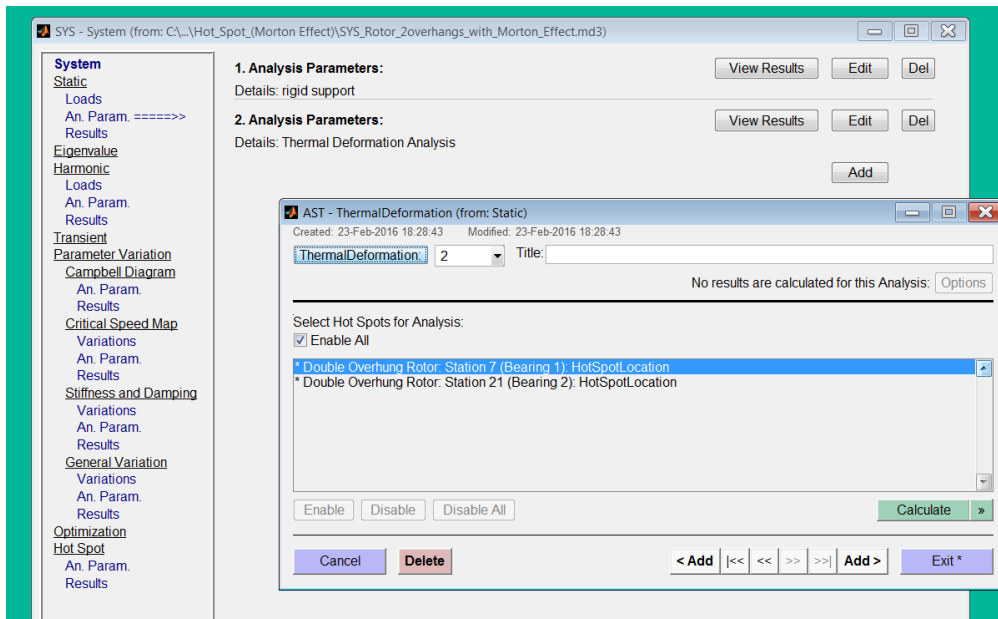 SYS - System (from: C:\...\Hot_Spot_(Morton Effect)\SYS_Rotor_2overhangs_with_Morton_Effect.md3)
System
Static
Loads
An. Param. =====>>
Results
Eigenvalue
Harmonic
Loads
An. Param.
Results
Transient
Parameter Variation
Campbell Diagram
An. Param.
Results
Critical Speed Map
Variations
An. Param.
Results
Stiffness and Damping
Variations
An. Param.
Results
General Variation
Variations
An. Param.
Results
Optimization
Hot Spot
An. Param.
Results
1. Analysis Parameters: View Results Edit Del
Details: rigid support
2. Analysis Parameters: View Results Edit Del
Details: Thermal Deformation Analysis
Add
AST - ThermalDeformation (from: Static)
Created: 23-Feb-2016 18:28:43 Modified: 23-Feb-2016 18:28:43
ThermalDeformation: 2 Title:
No results are calculated for this Analysis: Options
Select Hot Spots for Analysis:
Enable All
* Double Overhung Rotor: Station 7 (Bearing 1): HotSpotLocation
* Double Overhung Rotor: Station 21 (Bearing 2): HotSpotLocation
Enable Disable Disable All Calculate »
Cancel Delete < Add |<< << >> >>| Add > Exit *